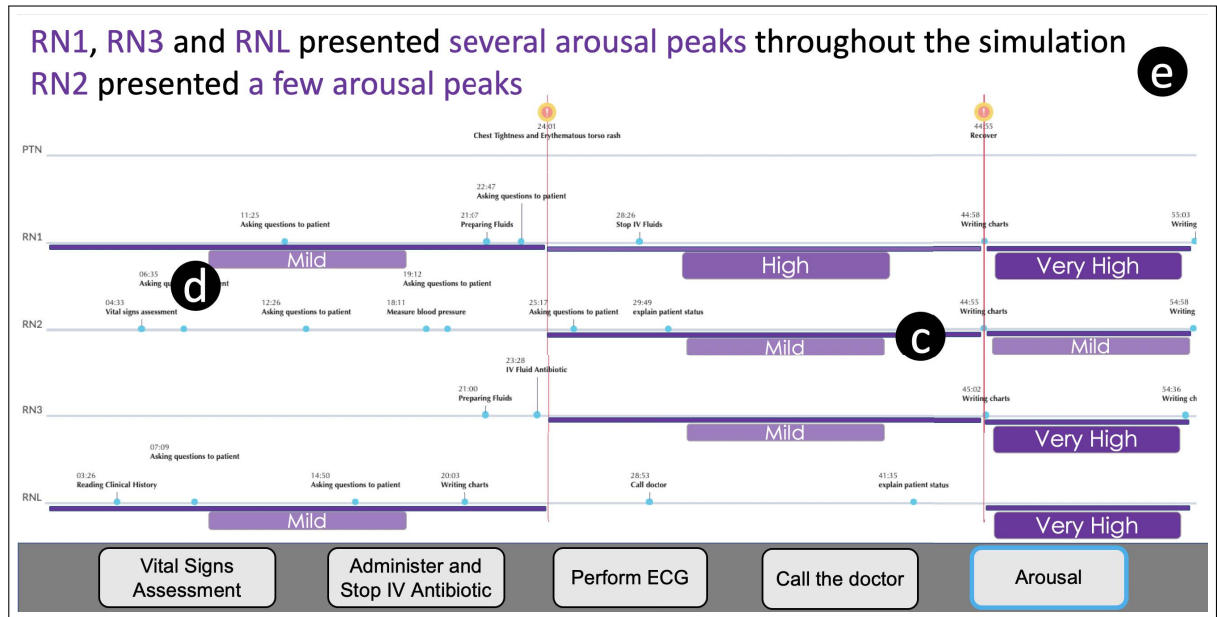 RN1, RN3 and RNL presented several arousal peaks throughout the simulation
RN2 presented a few arousal peaks
e
24:01
Chest Tightness and Erythematous torso rash
44:55
Recover
PTN
22:47
Asking questions to patient
11:25
Asking questions to patient
21:07
Preparing Fluids
28:26
Stop IV Fluids
44:58
Writing charts
55:03
Writing
RN1
Mild
High
Very High
06:35
Asking
d
19:12
Asking questions to patient
04:33
Vital signs assessment
12:26
Asking questions to patient
18:11
Measure blood pressure
25:17
Asking questions to patient
29:49
explain patient status
44:55
Writing charts
54:58
Writing
RN2
c
Mild
Mild
23:28
IV Fluid Antibiotic
21:00
Preparing Fluids
45:02
Writing charts
54:36
Writing ch
RN3
Mild
Very High
07:09
Asking questions to patient
03:26
Reading Clinical History
14:50
Asking questions to patient
20:03
Writing charts
28:53
Call doctor
41:35
explain patient status
RNL
Mild
Very High
Vital Signs
Assessment
Administer and
Stop IV Antibiotic
Perform ECG
Call the doctor
Arousal